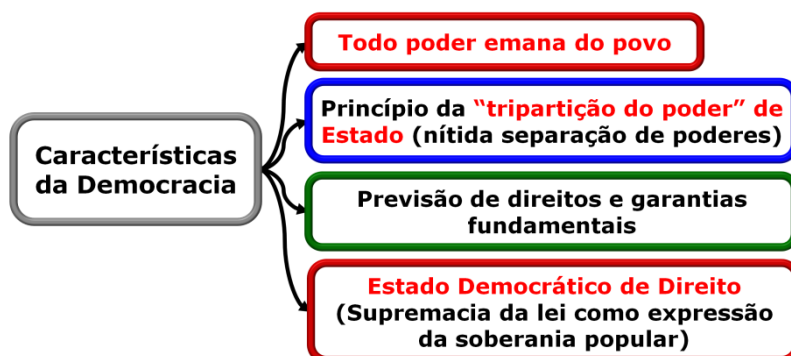 Características
da Democracia
Todo poder emana do povo
Princípio da “tripartição do poder” de
Estado (nítida separação de poderes)
Previsão de direitos e garantias
fundamentais
Estado Democrático de Direito
(Supremacia da lei como expressão
da soberania popular)